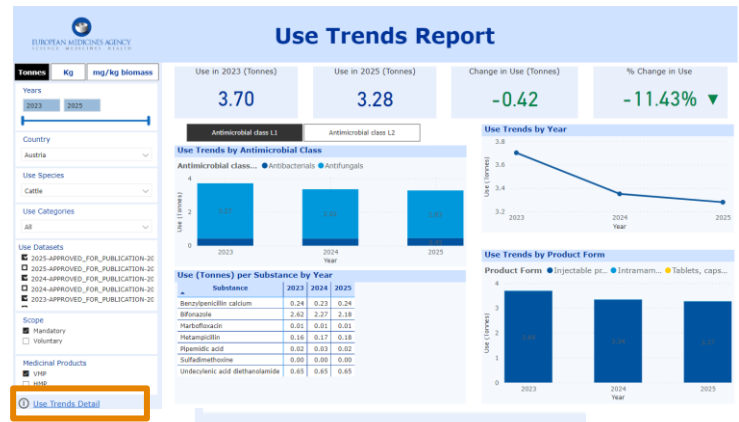 EUROPEAN MEDICINES AGENCY
SCIENCE MEDICINES HEALTH
Use Trends Report
Tonnes Kg mg/kg biomass
Years
2023 2025
Country
Austria
Use Species
Cattle
Use Categories
All
Use Datasets
2025-APPROVED_FOR_PUBLICATION-20
2025-APPROVED_FOR_PUBLICATION-20
2024-APPROVED_FOR_PUBLICATION-20
2024-APPROVED_FOR_PUBLICATION-20
2023-APPROVED_FOR_PUBLICATION-20
Scope
Mandatory
Voluntary
Medicinal Products
VMP
HMP
Use Trends Detail
Use in 2023 (Tonnes)
3.70
Use in 2025 (Tonnes)
3.28
Change in Use (Tonnes)
-0.42
% Change in Use
-11.43% ▼
Antimicrobial class L1 Antimicrobial class L2
Use Trends by Antimicrobial Class
Antimicrobial class... Antibacterials Antifungals
Use (Tonnes)
4
2
0
2023 2024 2025
Year
Use (Tonnes) per Substance by Year
Substance 2023 2024 2025
Benzylpenicillin calcium 0.24 0.23 0.24
Bifonazole 2.62 2.27 2.18
Marbofloxacin 0.01 0.01 0.01
Metampicillin 0.16 0.17 0.18
Pipemidic acid 0.02 0.03 0.02
Sulfadimethoxine 0.00 0.00 0.00
Undecylenic acid diethanolamide 0.65 0.65 0.65
Use Trends by Year
Use (Tonnes)
3.8
3.6
3.4
3.2
2023 2024 2025
Year
Use Trends by Product Form
Product Form Injectable pr... Intramam... Tablets, caps...
Use (Tonnes)
4
3
2
1
0
2023 2024 2025
Year